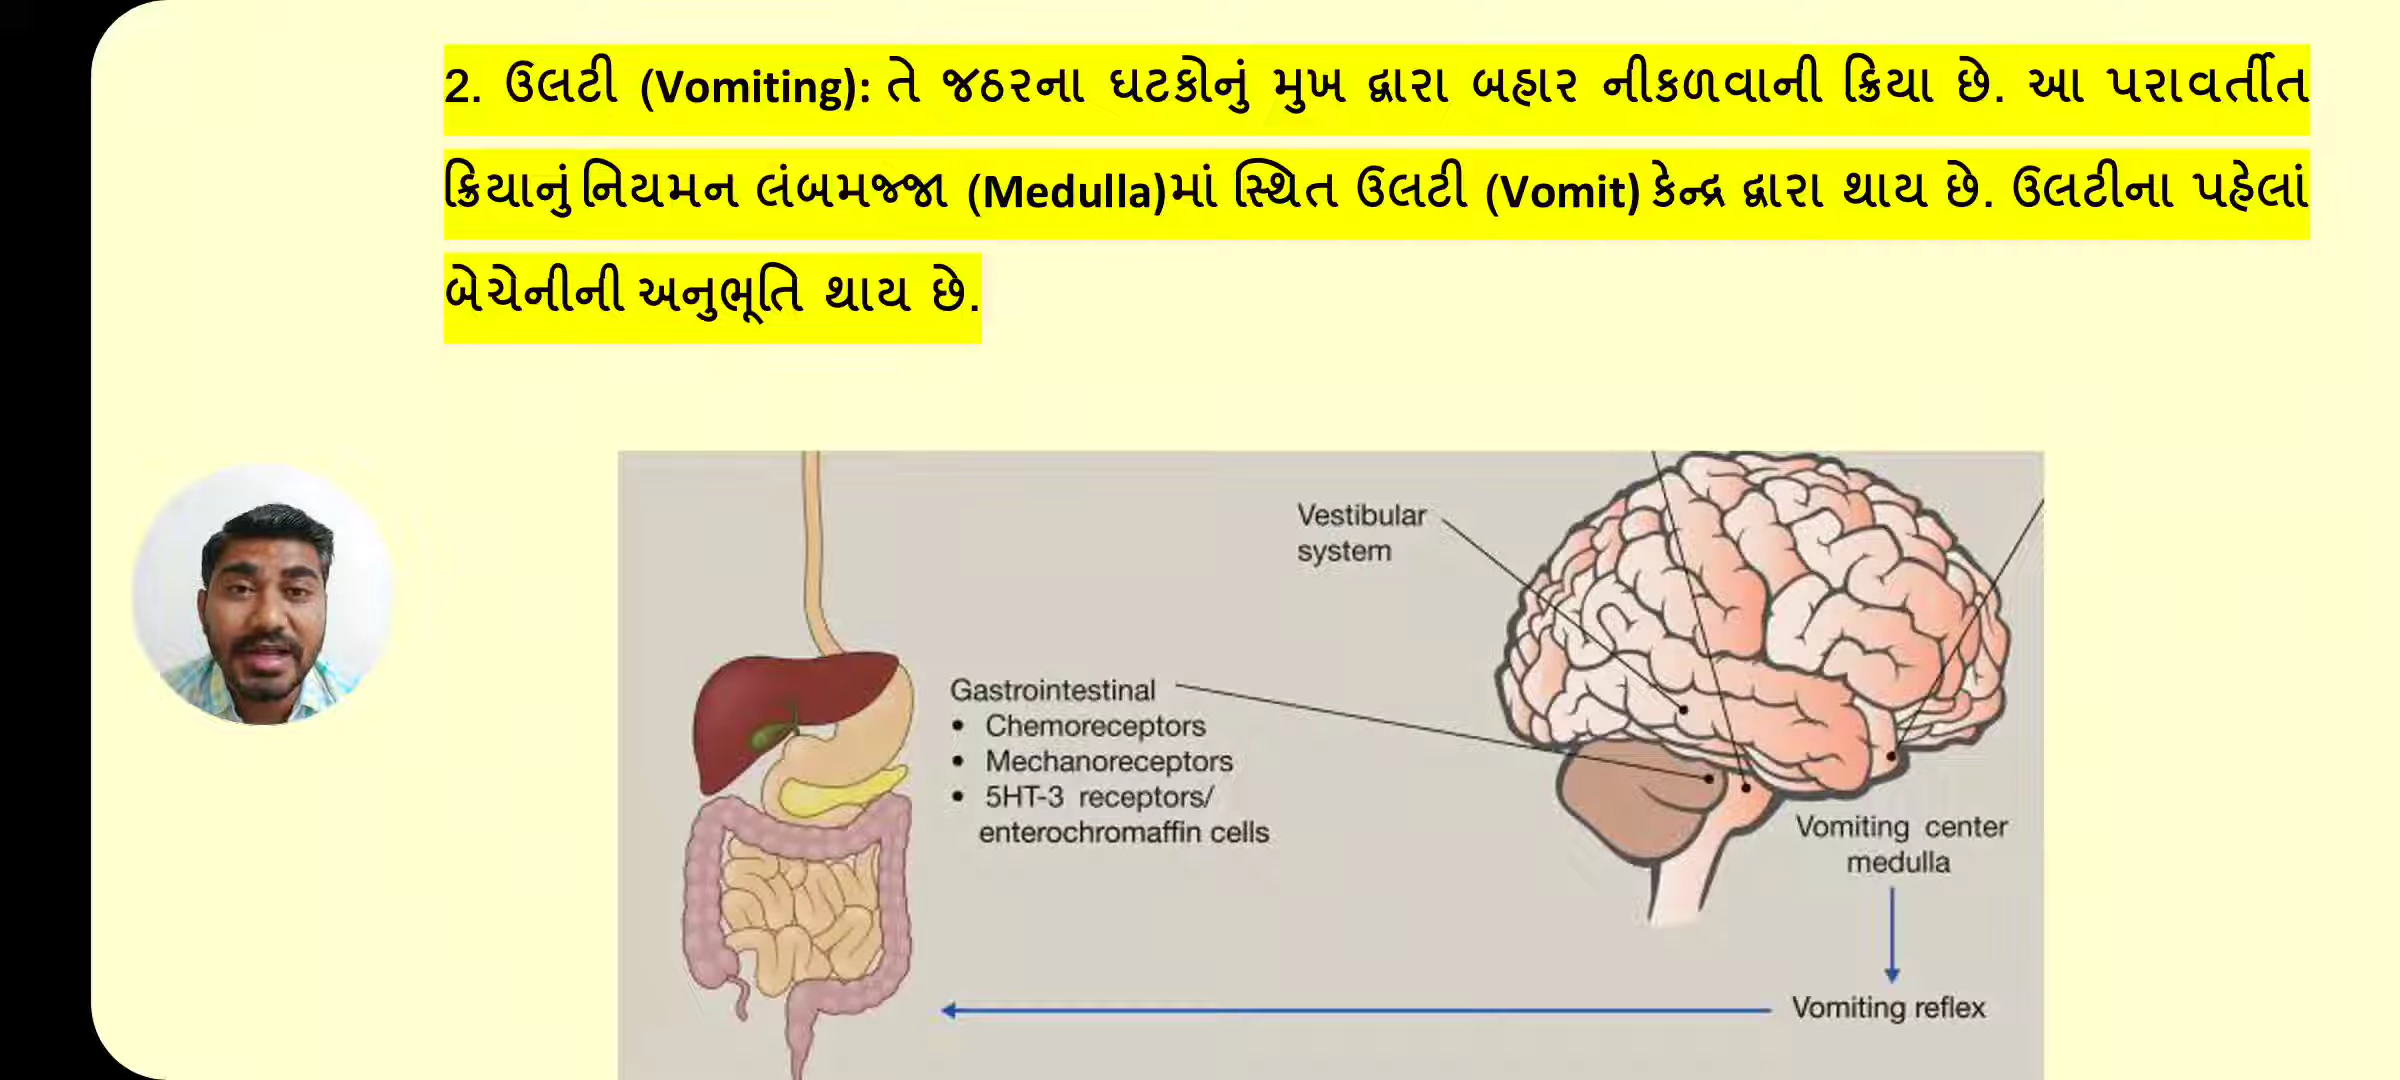 2. ઉલટી (Vomiting): તે જઠરના ઘટકોનું મુખ દ્વારા બહાર નીકળવાની ક્રિયા છે. આ પરાવર્તીત
ક્રિયાનું નિયમન લંબમજ્જા (Medulla)માં સ્થિત ઉલટી (Vomit) કેન્દ્ર દ્વારા થાય છે. ઉલટીના પહેલાં
બેચેનીની અનુભૂતિ થાય છે.
Vestibular
system
Gastrointestinal
• Chemoreceptors
• Mechanoreceptors
• 5HT-3 receptors/
enterochromaffin cells
Vomiting center
medulla
Vomiting reflex